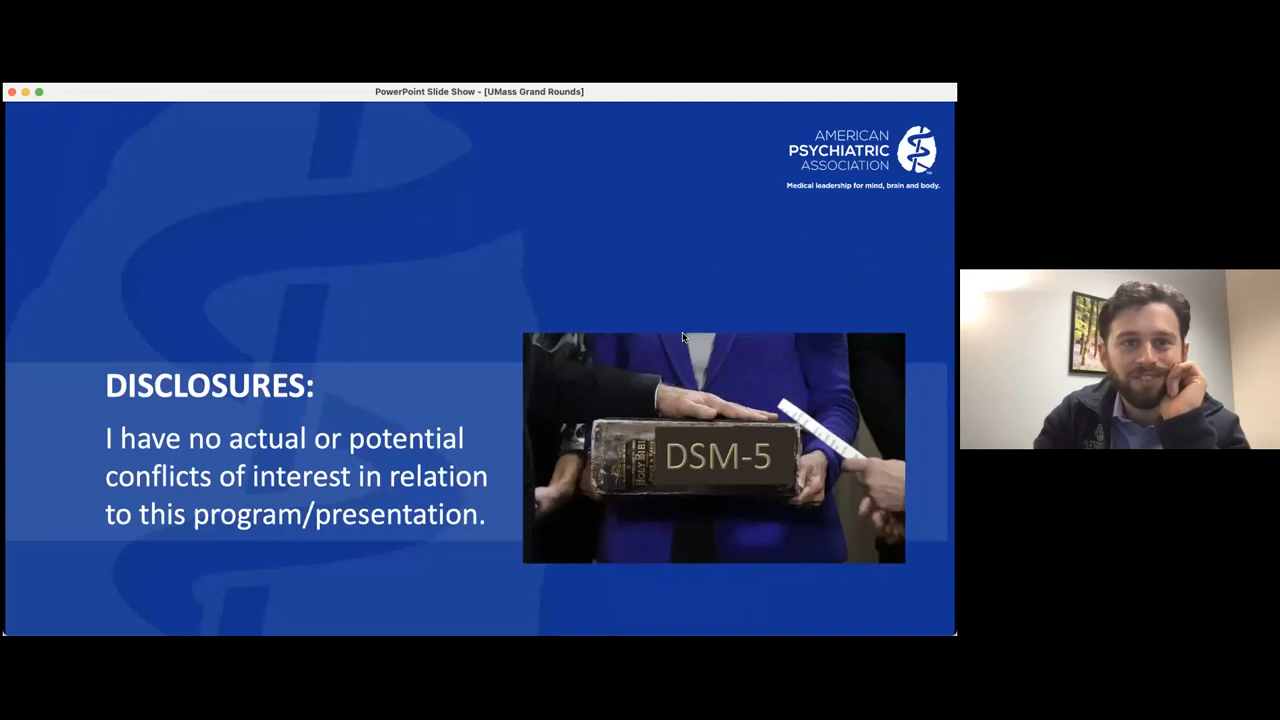 PowerPoint Slide Show - [UMass Grand Rounds]
AMERICAN
PSYCHIATRIC
ASSOCIATION
TM
Medical leadership for mind, brain and body.
DISCLOSURES:
I have no actual or potential
conflicts of interest in relation
to this program/presentation.
DSM-5